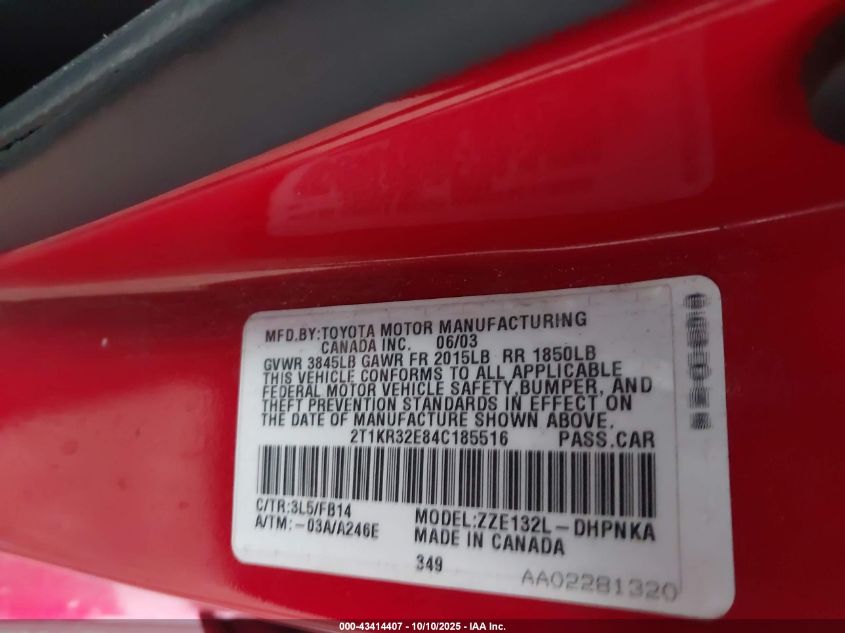 MFD.BY:TOYOTA MOTOR MANUFACTURING
CANADA INC. 06/03
GVWR 3845LB GAWR FR 2015LB RR 1850LB
THIS VEHICLE CONFORMS TO ALL APPLICABLE
FEDERAL MOTOR VEHICLE SAFETY,BUMPER, AND
THEFT PREVENTION STANDARDS IN EFFECT ON
THE DATE OF MANUFACTURE SHOWN ABOVE.
2T1KR32E84C185516 PASS.CAR
C/TR:3L5/FB14
A/TM:-03A/A246E
MODEL:ZZE132L-DHPNKA
MADE IN CANADA
349
AA02281320
000-43414407 - 10/10/2025 - IAA Inc.